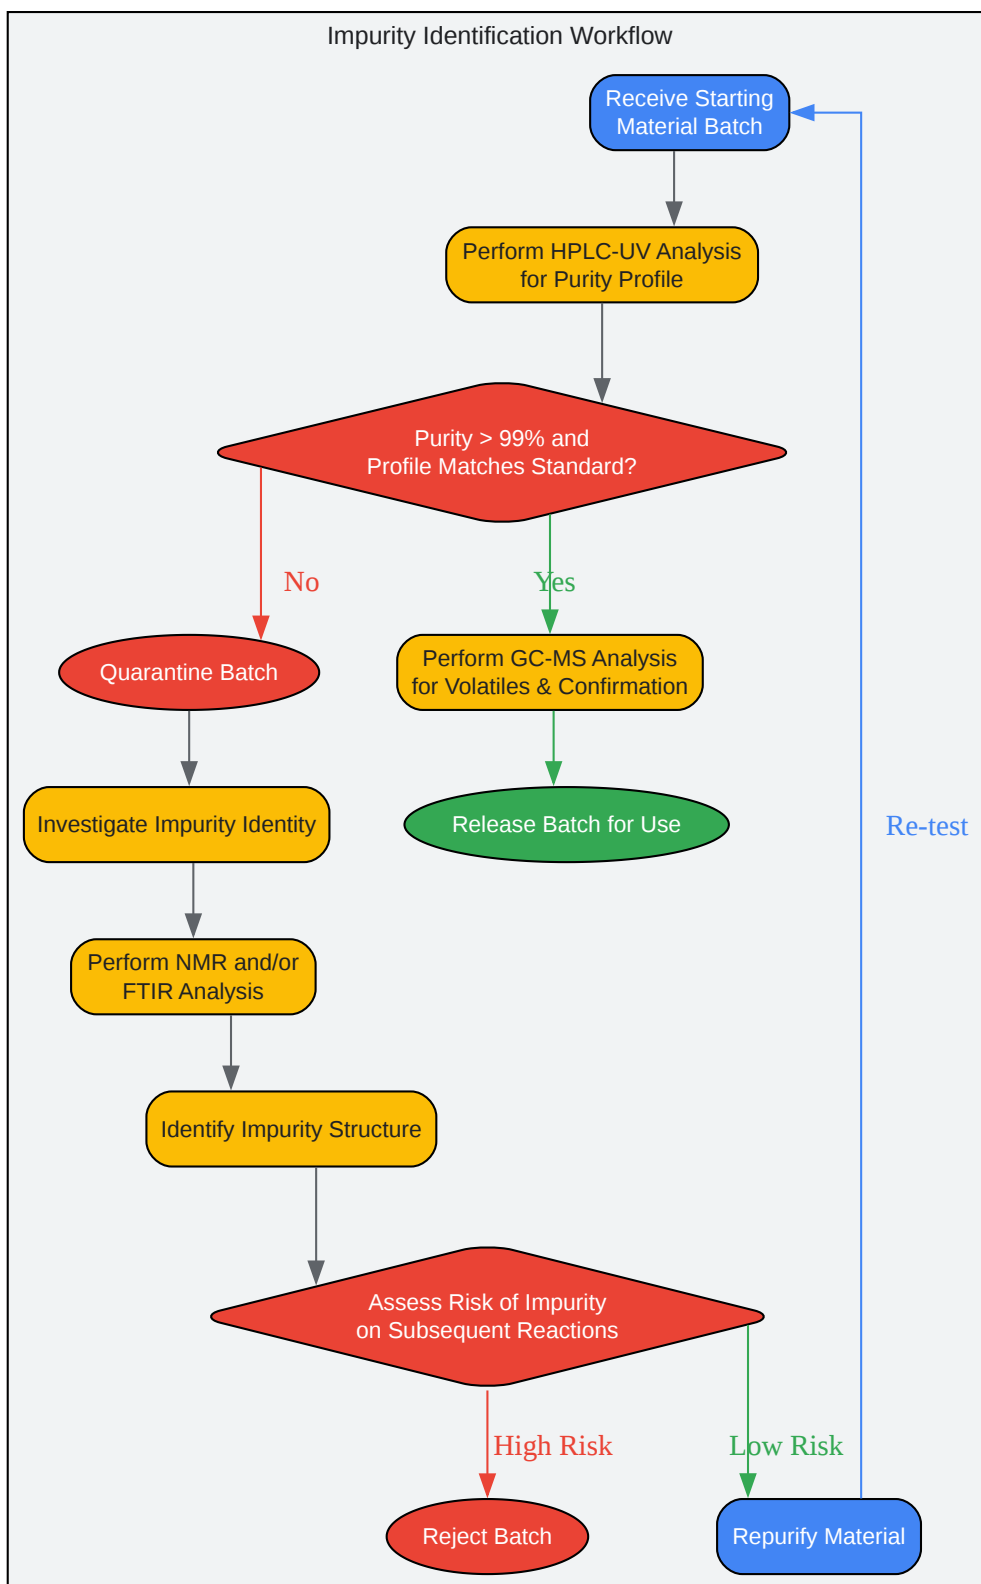 Impurity Identification Workflow
Receive Starting
Material Batch
Perform HPLC-UV Analysis
for Purity Profile
Purity > 99% and
Profile Matches Standard?
No
Yes
Quarantine Batch
Perform GC-MS Analysis
for Volatiles & Confirmation
Investigate Impurity Identity
Release Batch for Use
Re-test
Perform NMR and/or
FTIR Analysis
Identify Impurity Structure
Assess Risk of Impurity
on Subsequent Reactions
High Risk
Low Risk
Reject Batch
Repurify Material